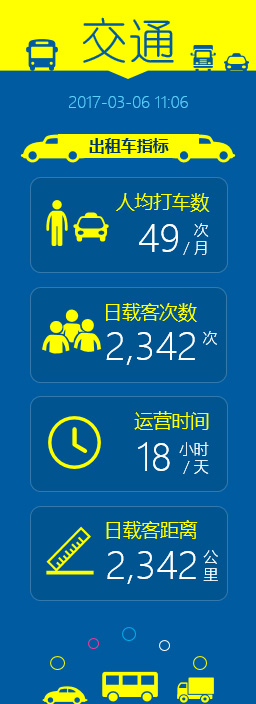 交通
2017-03-06 11:06
出租车指标
人均打车数
49 次/月
日载客次数
2,342 次
运营时间
18 小时/天
日载客距离
2,342 公里